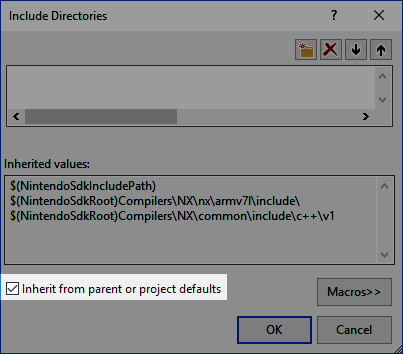 Include Directories
?
Inherited values:
$(NintendoSdkIncludePath)
$(NintendoSdkRoot)Compilers\NX\nx\armv7l\include\
$(NintendoSdkRoot)Compilers\NX\common\include\c++\v1
Inherit from parent or project defaults
Macros>>
OK
Cancel